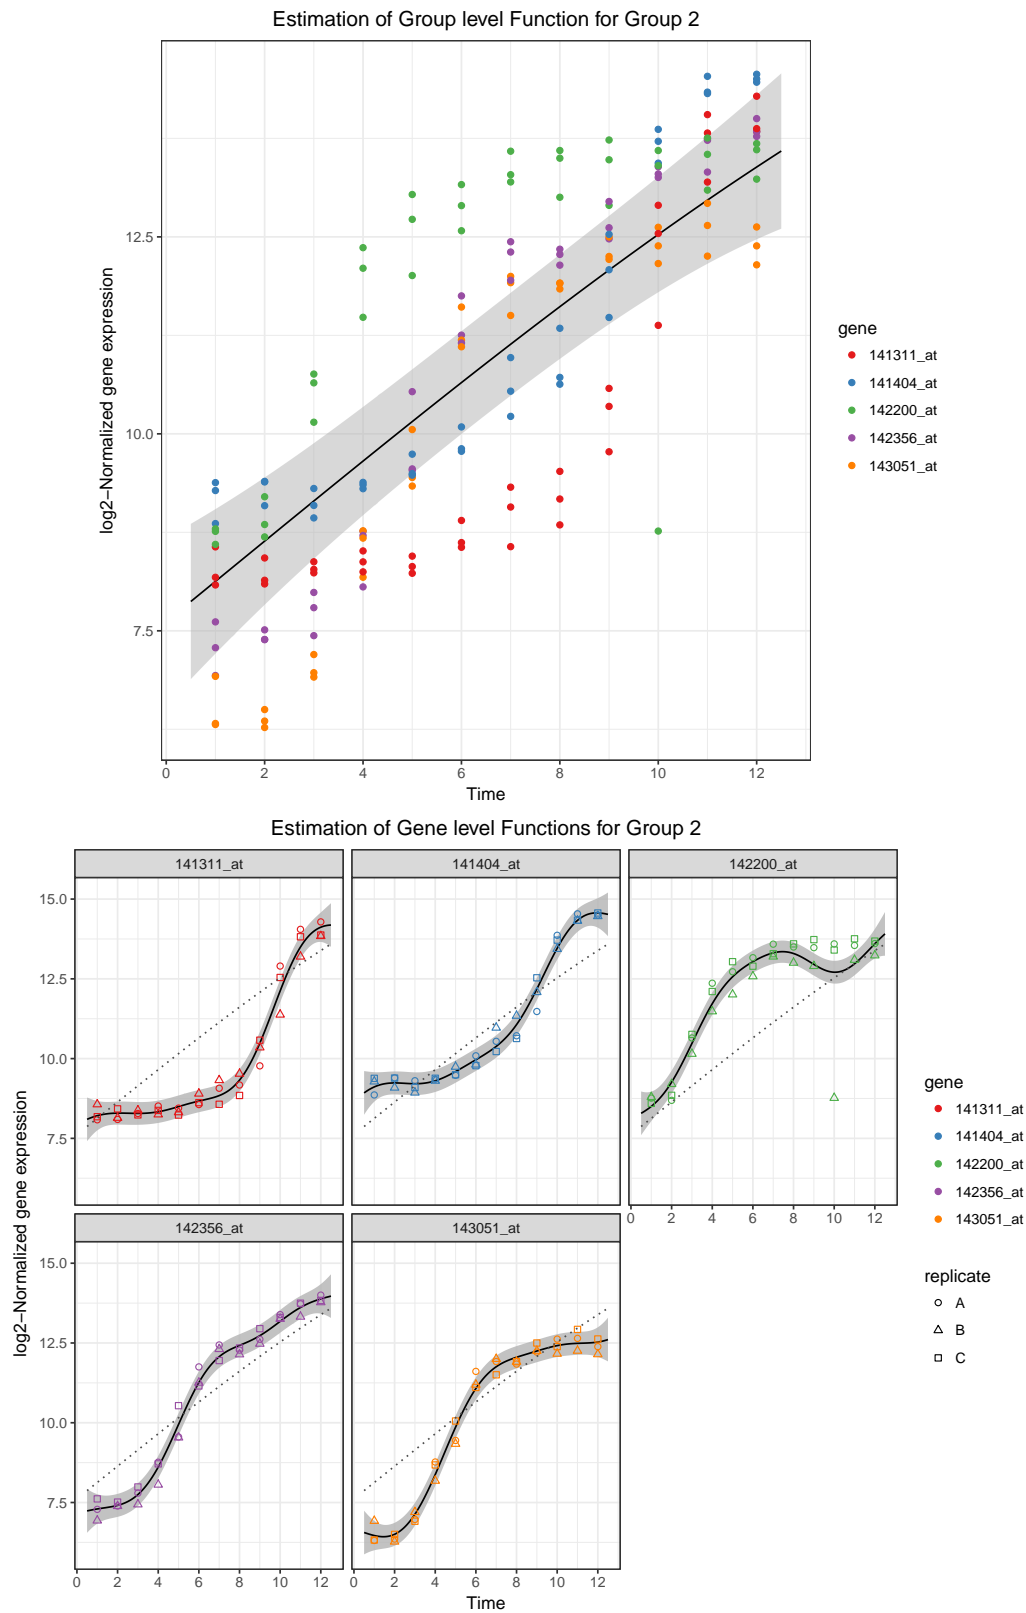 Estimation of Group level Function for Group 2
log2−Normalized gene expression
12.5
10.0
7.5
0 2 4 6 8 10 12
Time
gene
141311_at
141404_at
142200_at
142356_at
143051_at
Estimation of Gene level Functions for Group 2
141311_at 141404_at 142200_at
15.0
12.5
10.0
7.5
0 2 4 6 8 10 12
142356_at 143051_at
15.0
12.5
10.0
7.5
0 2 4 6 8 10 12 0 2 4 6 8 10 12
Time
log2−Normalized gene expression
gene
141311_at
141404_at
142200_at
142356_at
143051_at
replicate
A
B
C